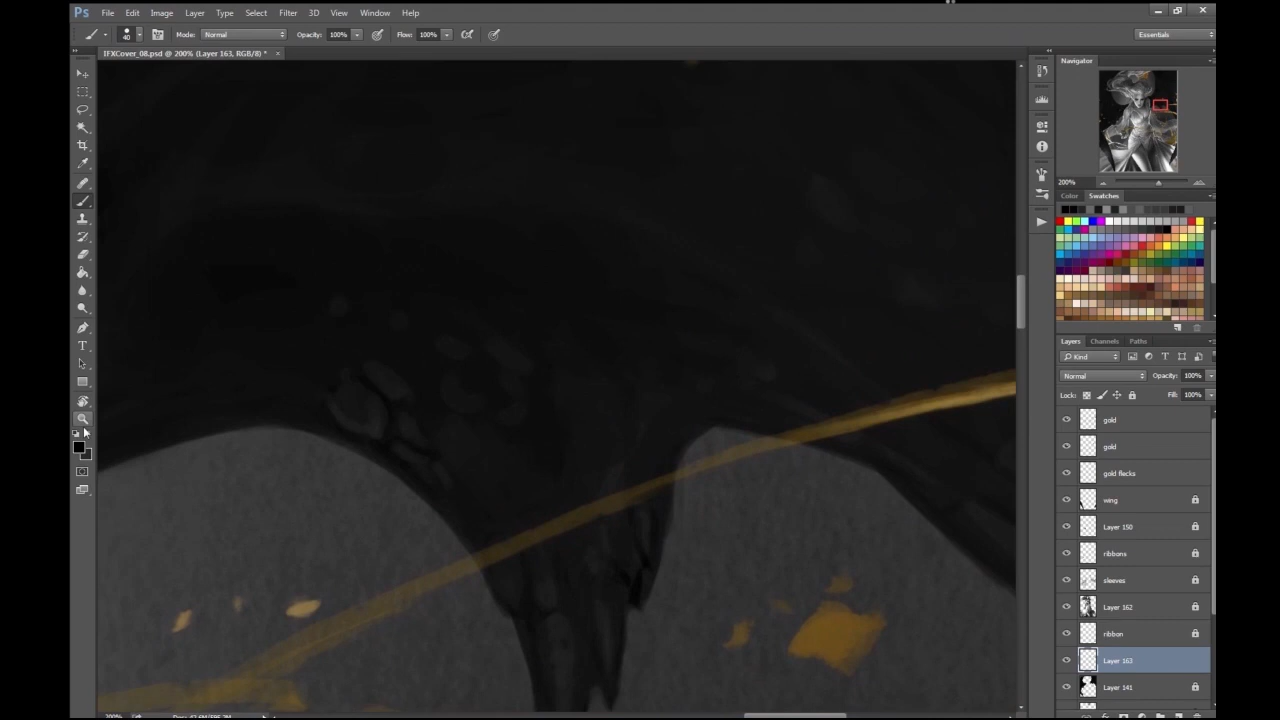 Ps File Edit Image Layer Type Select Filter 3D View Window Help
40 Mode: Normal Opacity: 100% Flow: 100% Essentials
IFXCover_08.psd @ 200% (Layer 163, RGB/8) * ×
Navigator
200%
Color Swatches
Layers Channels Paths
Kind
Normal Opacity: 100%
Lock: Fill: 100%
gold
gold
gold flecks
wing
Layer 150
ribbons
sleeves
Layer 162
ribbon
Layer 163
Layer 141
200%